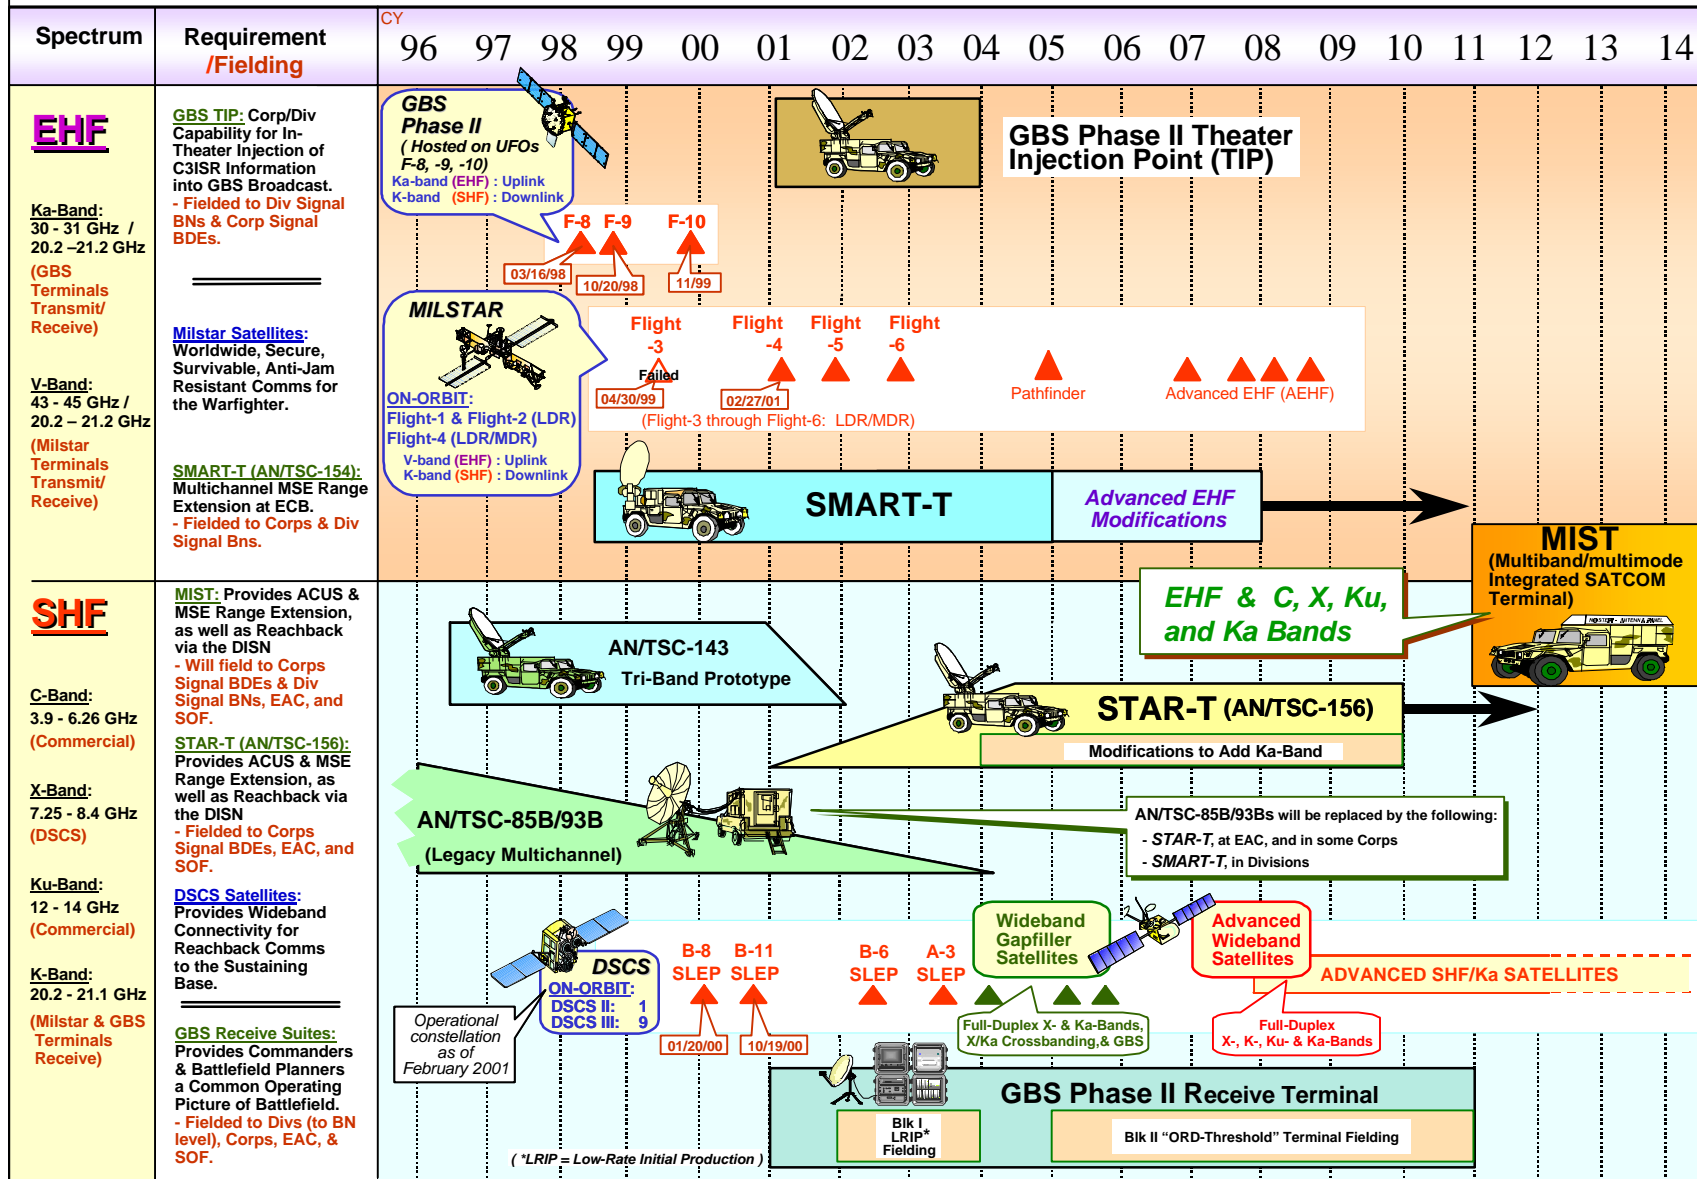 CY
Spectrum
Requirement
/Fielding
96 97 98 99 00 01 02 03 04 05 06 07 08 09 10 11 12 13 14
EHF
Ka-Band:
30 - 31 GHz /
20.2 –21.2 GHz
(GBS
Terminals
Transmit/
Receive)
V-Band:
43 - 45 GHz /
20.2 – 21.2 GHz
(Milstar
Terminals
Transmit/
Receive)
GBS TIP: Corp/Div
Capability for In-
Theater Injection of
C3ISR Information
into GBS Broadcast.
- Fielded to Div Signal
BNs & Corp Signal
BDEs.
Milstar Satellites:
Worldwide, Secure,
Survivable, Anti-Jam
Resistant Comms for
the Warfighter.
SMART-T (AN/TSC-154):
Multichannel MSE Range
Extension at ECB.
- Fielded to Corps & Div
Signal Bns.
GBS
Phase II
( Hosted on UFOs
F-8, -9, -10)
Ka-band (EHF) : Uplink
K-band (SHF) : Downlink
F-8 F-9 F-10
03/16/98
10/20/98
11/99
GBS Phase II Theater
Injection Point (TIP)
MILSTAR
ON-ORBIT:
Flight-1 & Flight-2 (LDR)
Flight-4 (LDR/MDR)
V-band (EHF) : Uplink
K-band (SHF) : Downlink
Flight
-3
Failed
04/30/99
Flight
-4
02/27/01
Flight
-5
Flight
-6
(Flight-3 through Flight-6: LDR/MDR)
Pathfinder
Advanced EHF (AEHF)
SMART-T
Advanced EHF
Modifications
MIST
(Multiband/multimode
Integrated SATCOM
Terminal)
EHF & C, X, Ku,
and Ka Bands
SHF
C-Band:
3.9 - 6.26 GHz
(Commercial)
X-Band:
7.25 - 8.4 GHz
(DSCS)
Ku-Band:
12 - 14 GHz
(Commercial)
K-Band:
20.2 - 21.1 GHz
(Milstar & GBS
Terminals
Receive)
MIST: Provides ACUS &
MSE Range Extension,
as well as Reachback
via the DISN
- Will field to Corps
Signal BDEs & Div
Signal BNs, EAC, and
SOF.
STAR-T (AN/TSC-156):
Provides ACUS & MSE
Range Extension, as
well as Reachback via
the DISN
- Fielded to Corps
Signal BDEs, EAC, and
SOF.
DSCS Satellites:
Provides Wideband
Connectivity for
Reachback Comms
to the Sustaining
Base.
GBS Receive Suites:
Provides Commanders
& Battlefield Planners
a Common Operating
Picture of Battlefield.
- Fielded to Divs (to BN
level), Corps, EAC, &
SOF.
AN/TSC-143
Tri-Band Prototype
STAR-T (AN/TSC-156)
Modifications to Add Ka-Band
AN/TSC-85B/93B
(Legacy Multichannel)
AN/TSC-85B/93Bs will be replaced by the following:
- STAR-T, at EAC, and in some Corps
- SMART-T, in Divisions
DSCS
ON-ORBIT:
DSCS II: 1
DSCS III: 9
Operational
constellation
as of
February 2001
B-8
SLEP
01/20/00
B-11
SLEP
10/19/00
B-6
SLEP
A-3
SLEP
Wideband
Gapfiller
Satellites
Full-Duplex X- & Ka-Bands,
X/Ka Crossbanding,& GBS
Advanced
Wideband
Satellites
Full-Duplex
X-, K-, Ku- & Ka-Bands
ADVANCED SHF/Ka SATELLITES
GBS Phase II Receive Terminal
Blk I
LRIP*
Fielding
Blk II “ORD-Threshold” Terminal Fielding
( *LRIP = Low-Rate Initial Production )